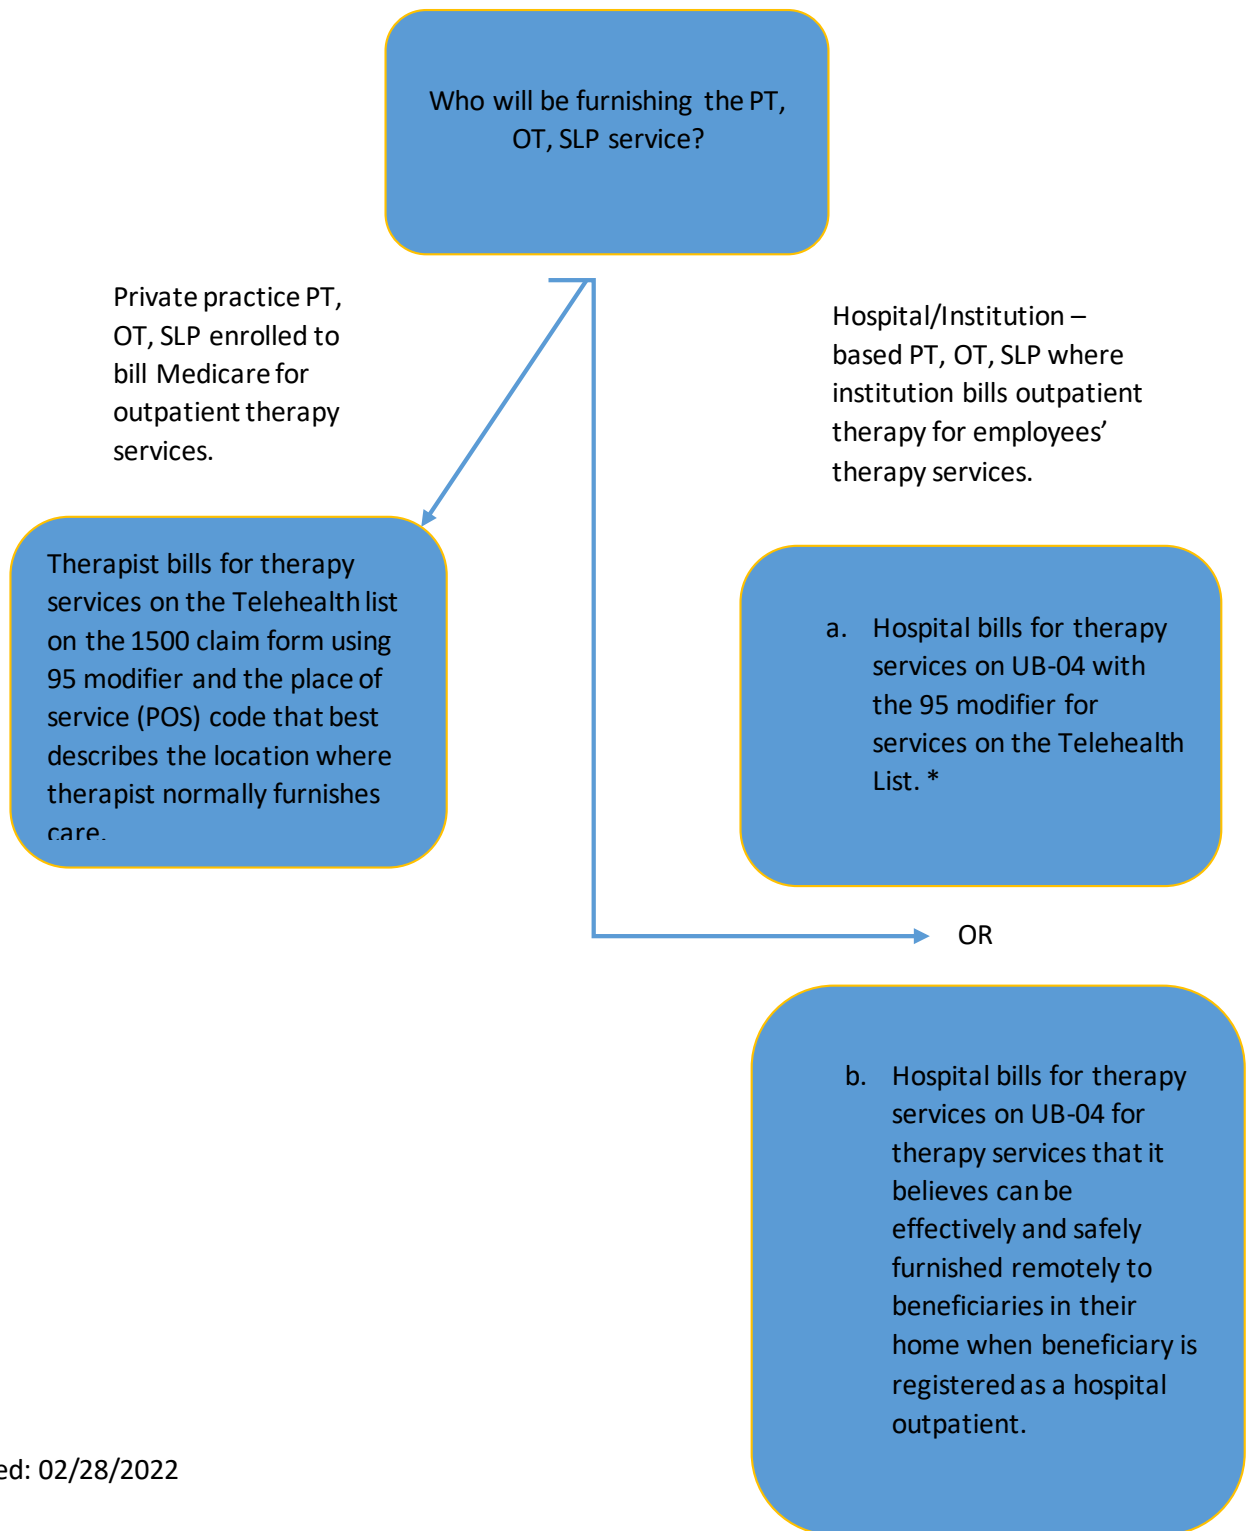 Who will be furnishing the PT,
OT, SLP service?
Private practice PT,
OT, SLP enrolled to
bill Medicare for
outpatient therapy
services.
Hospital/Institution –
based PT, OT, SLP where
institution bills outpatient
therapy for employees’
therapy services.
Therapist bills for therapy
services on the Telehealth list
on the 1500 claim form using
95 modifier and the place of
service (POS) code that best
describes the location where
therapist normally furnishes
care.
a. Hospital bills for therapy
services on UB-04 with
the 95 modifier for
services on the Telehealth
List. *
OR
b. Hospital bills for therapy
services on UB-04 for
therapy services that it
believes can be
effectively and safely
furnished remotely to
beneficiaries in their
home when beneficiary is
registered as a hospital
outpatient.
ed: 02/28/2022